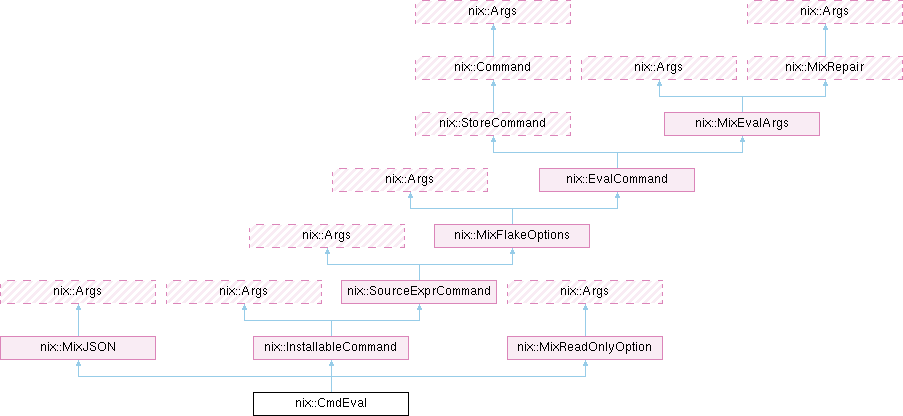 nix::Args nix::Args
nix::Command nix::Args nix::MixRepair
nix::StoreCommand nix::MixEvalArgs
nix::Args nix::EvalCommand
nix::Args nix::MixFlakeOptions
nix::Args nix::Args nix::SourceExprCommand nix::Args
nix::MixJSON nix::InstallableCommand nix::MixReadOnlyOption
nix::CmdEval